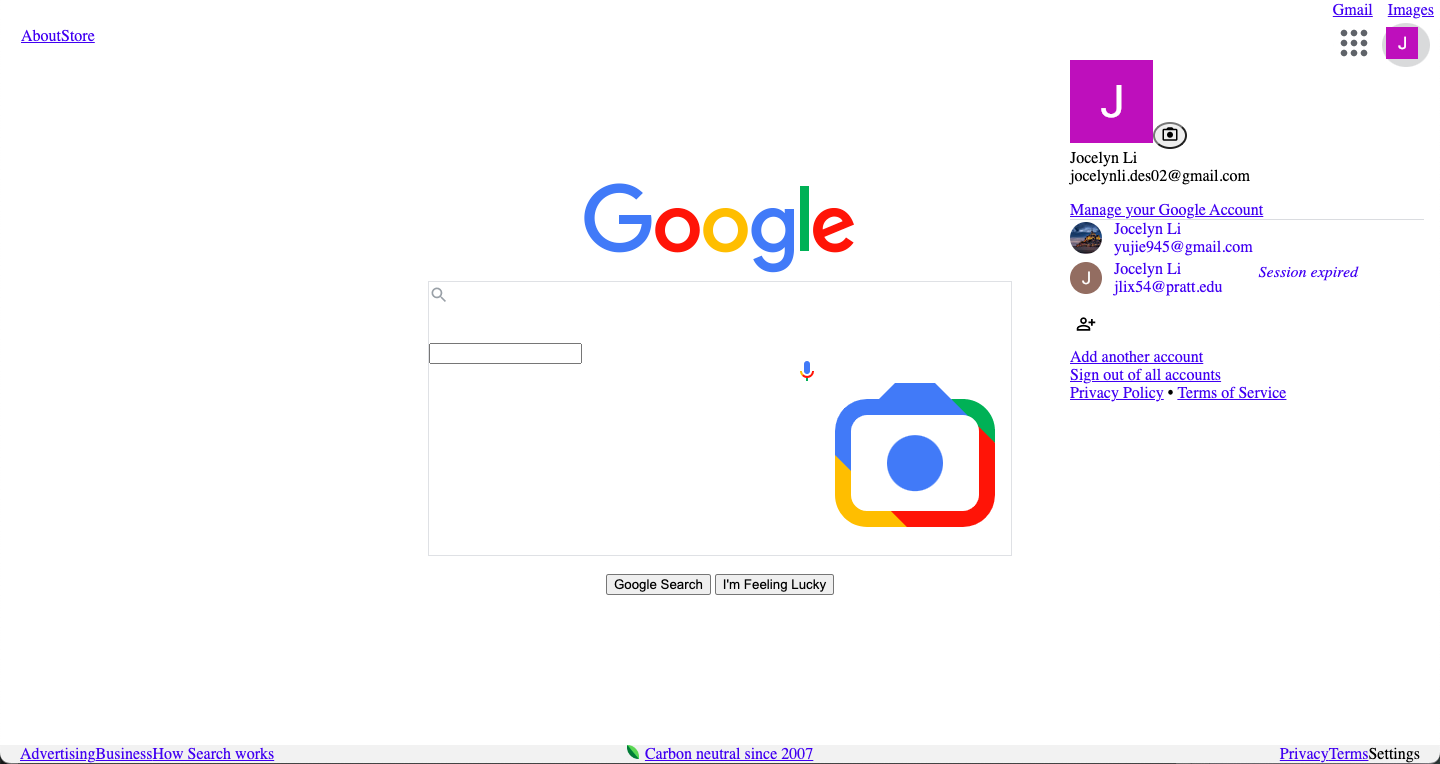 Gmail Images
AboutStore
J
J
Jocelyn Li
jocelynli.des02@gmail.com
Manage your Google Account
Jocelyn Li
yujie945@gmail.com
J
Jocelyn Li
jlix54@pratt.edu
Session expired
Add another account
Sign out of all accounts
Privacy Policy • Terms of Service
Google
Google Search I'm Feeling Lucky
AdvertisingBusinessHow Search works
Carbon neutral since 2007
PrivacyTermsSettings